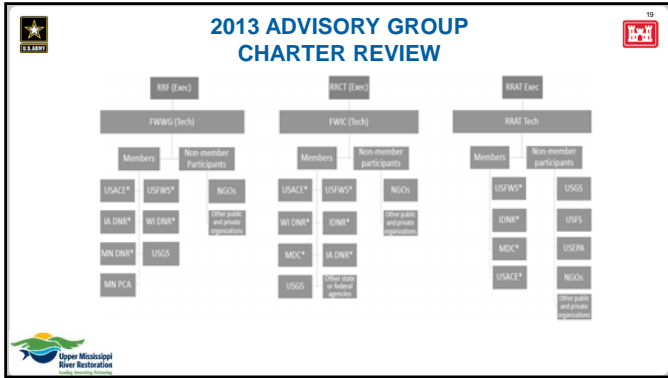 19
2013 ADVISORY GROUP
CHARTER REVIEW
U.S. ARMY
RRF (Exec)
FWWG (Tech)
Members
Non-member
Participants
USACE*
USFWS*
NGOs
IA DNR*
WI DNR*
Other public
and private
organizations
MN DNR*
USGS
MN PCA
RRCT (Exec)
FWIC (Tech)
Members
Non-member
participants
USACE*
USFWS*
NGOs
WI DNR*
IDNR*
Other public
and private
organizations
MDC*
IA DNR*
USGS
Other state
or federal
agencies
RRAT Exec
RRAT Tech
Members
Non-member
participants
USFWS*
USGS
IDNR*
USFS
MDC*
USEPA
USACE*
NGOs
Other public
and private
organizations
Upper Mississippi
River Restoration
Leading, Innovating, Partnering